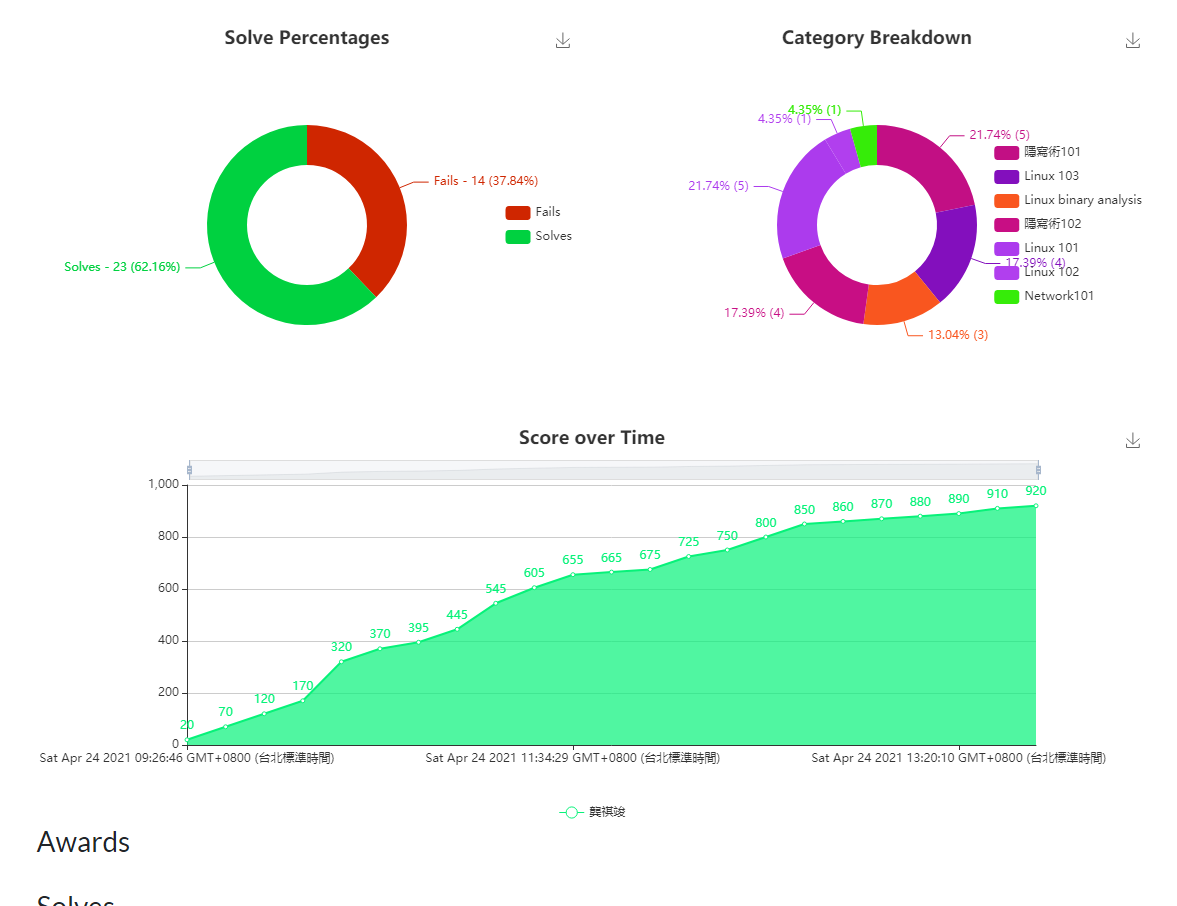 Solve Percentages
Fails - 14 (37.84%)
Solves - 23 (62.16%)
Fails
Solves
Category Breakdown
4.35% (1)
4.35% (1)
21.74% (5)
21.74% (5)
17.39% (4)
17.39% (4)
13.04% (3)
隱寫術101
Linux 103
Linux binary analysis
隱寫術102
Linux 101
Linux 102
Network101
Score over Time
1,000
800
600
400
200
0
20
70
120
170
320
370
395
445
545
605
655
665
675
725
750
800
850
860
870
880
890
910
920
Sat Apr 24 2021 09:26:46 GMT+0800 (台北標準時間)
Sat Apr 24 2021 11:34:29 GMT+0800 (台北標準時間)
Sat Apr 24 2021 13:20:10 GMT+0800 (台北標準時間)
龔祺竣
Awards
Solves